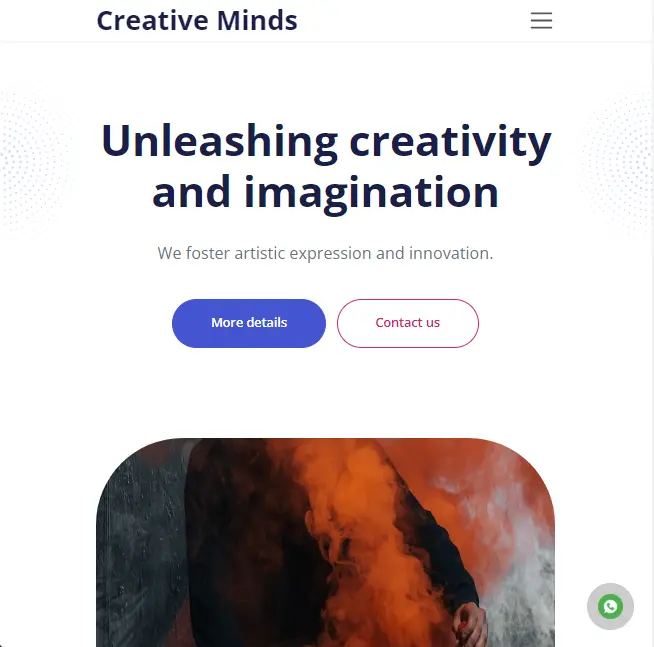 Creative Minds
Unleashing creativity
and imagination
We foster artistic expression and innovation.
More details
Contact us